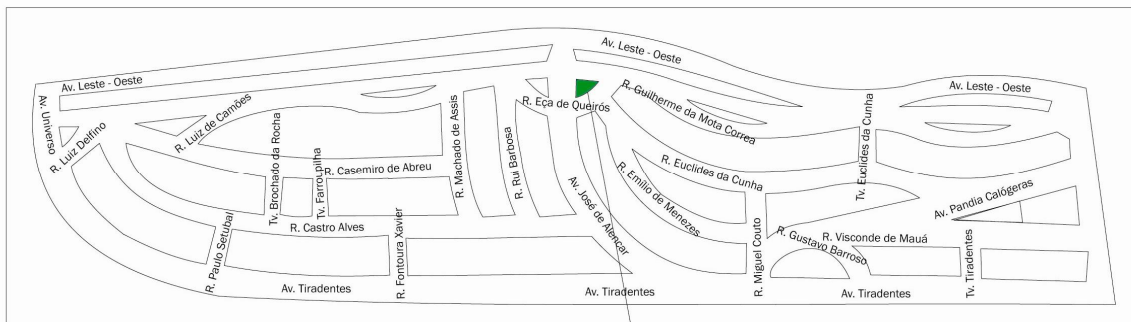 Av. Leste - Oeste
Av. Leste - Oeste
Av. Leste - Oeste
Av. Universo
R. Luiz Delfino
R. Luiz de Camões
R. Eça de Queirós
R. Guilherme da Mota Correa
Tv. Brochado da Rocha
Tv. Farroupilha
R. Casemiro de Abreu
R. Machado de Assis
R. Rui Barbosa
R. Euclides da Cunha
Tv. Euclides da Cunha
R. Emílio de Menezes
Av. José de Alencar
R. Castro Alves
R. Paulo Setubal
R. Fontoura Xavier
R. Miguel Couto
R. Gustavo Barroso
R. Visconde de Mauá
Av. Pandia Calógeras
Tv. Tiradentes
Av. Tiradentes
Av. Tiradentes
Av. Tiradentes